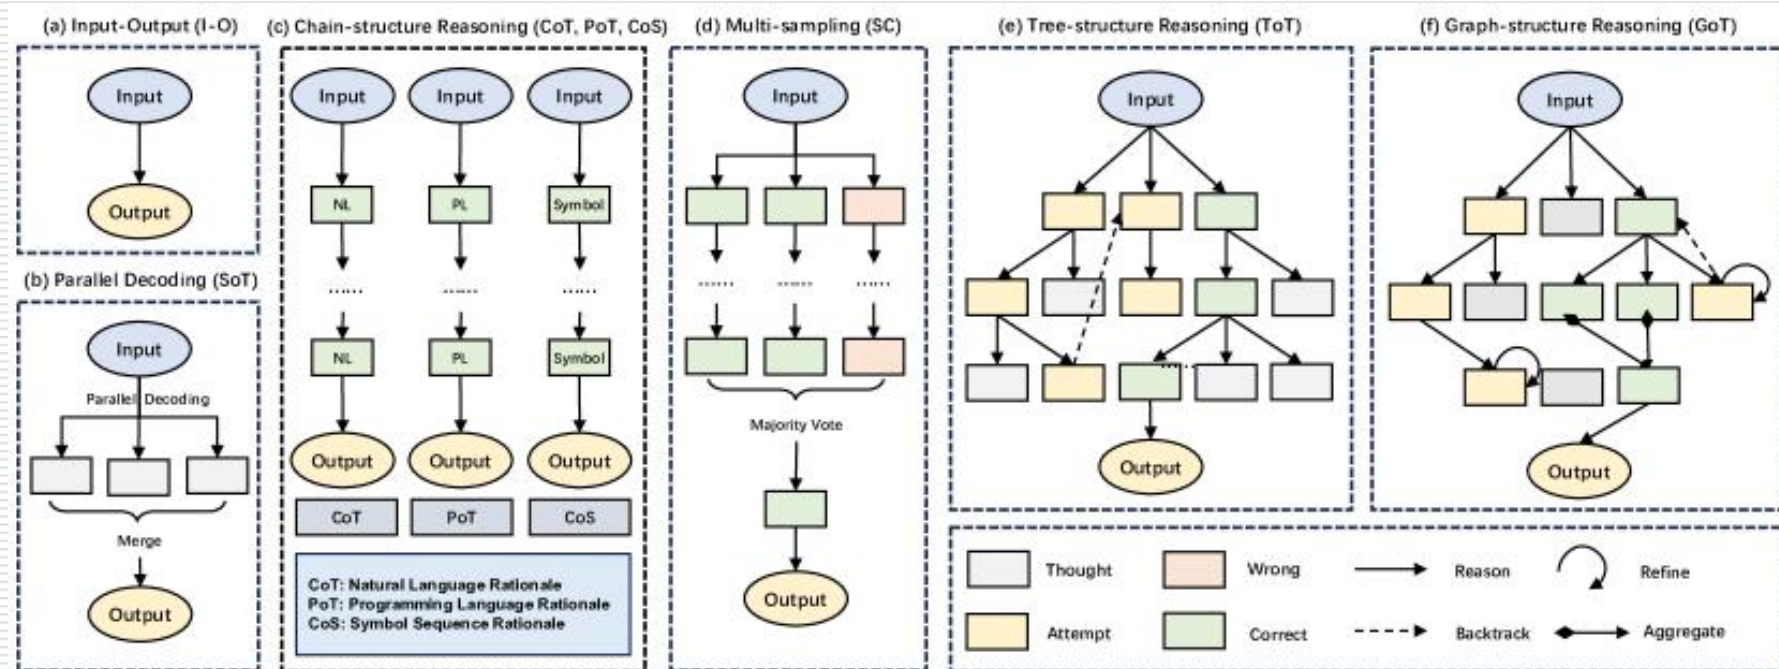 (a) Input-Output (I-O)
Input
Output
(b) Parallel Decoding (SoT)
Input
Parallel Decoding
Merge
Output
(c) Chain-structure Reasoning (CoT, PoT, CoS)
Input Input Input
NL PL Symbol
...... ...... ......
NL PL Symbol
Output Output Output
CoT PoT CoS
CoT: Natural Language Rationale
PoT: Programming Language Rationale
CoS: Symbol Sequence Rationale
(d) Multi-sampling (SC)
Input
...... ...... ......
Majority Vote
Output
(e) Tree-structure Reasoning (ToT)
Input
......
Output
(f) Graph-structure Reasoning (GoT)
Input
Output
Thought Wrong Reason Refine
Attempt Correct Backtrack Aggregate